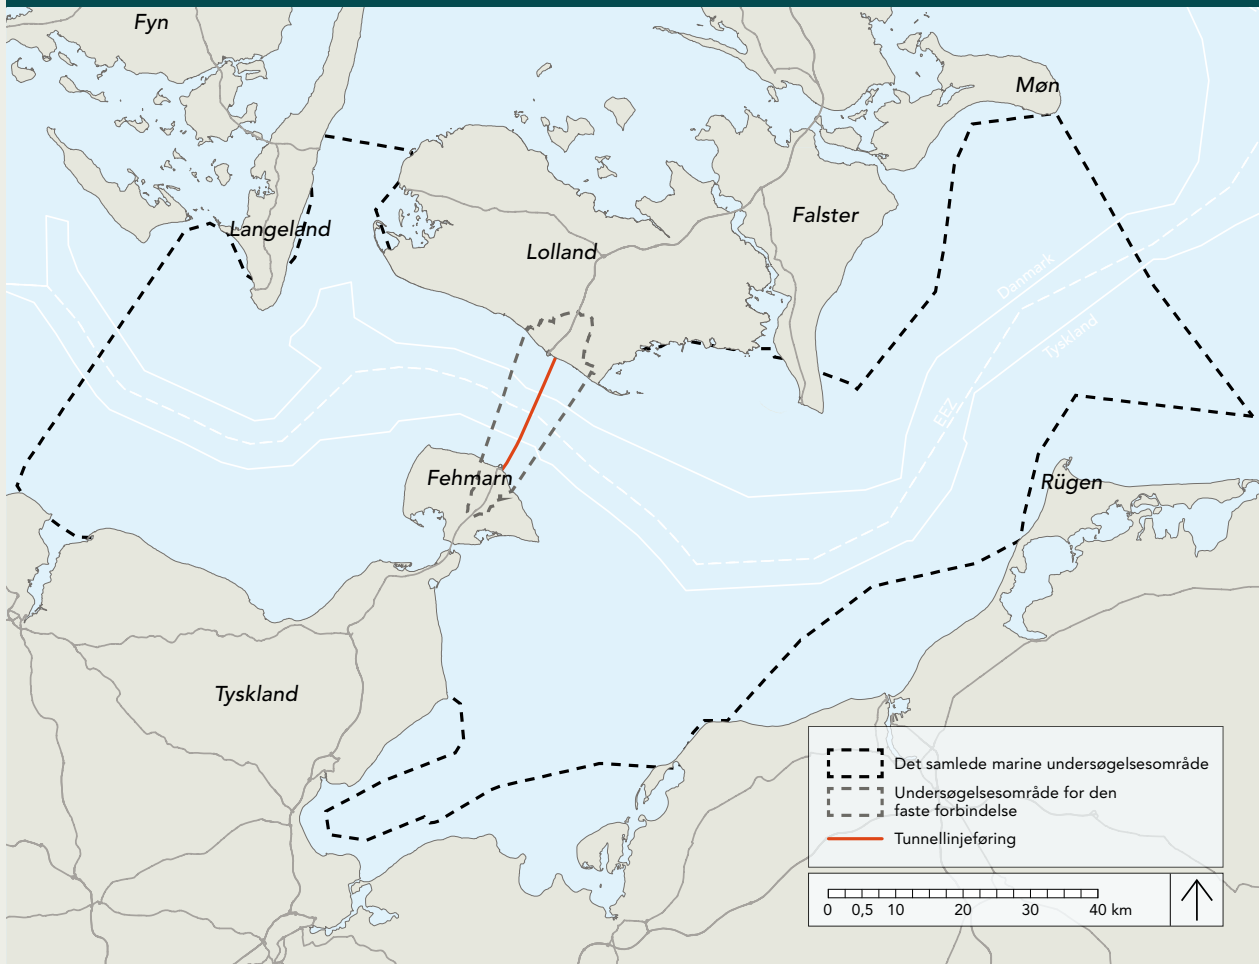 Fyn
Møn
Langeland
Falster
Lolland
Danmark
Tyskland
EEZ
Fehmarn
Rügen
Tyskland
Det samlede marine undersøgelsesområde
Undersøgelsesområde for den
faste forbindelse
Tunnellinjeføring
0 0,5 10 20 30 40 km